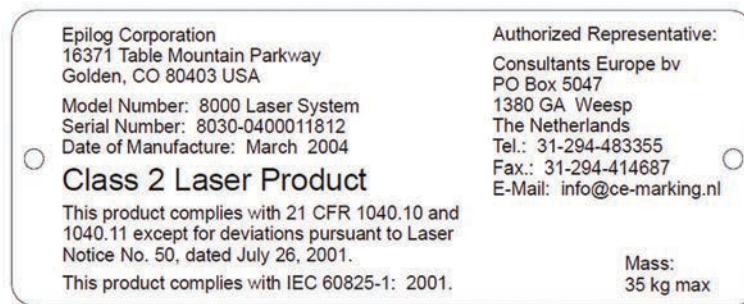 Epilog Corporation
16371 Table Mountain Parkway
Golden, CO 80403 USA
Model Number: 8000 Laser System
Serial Number: 8030-0400011812
Date of Manufacture: March 2004
Class 2 Laser Product
This product complies with 21 CFR 1040.10 and
1040.11 except for deviations pursuant to Laser
Notice No. 50, dated July 26, 2001.
This product complies with IEC 60825-1: 2001.
Authorized Representative:
Consultants Europe bv
PO Box 5047
1380 GA Weesp
The Netherlands
Tel.: 31-294-483355
Fax.: 31-294-414687
E-Mail: info@ce-marking.nl
Mass:
35 kg max